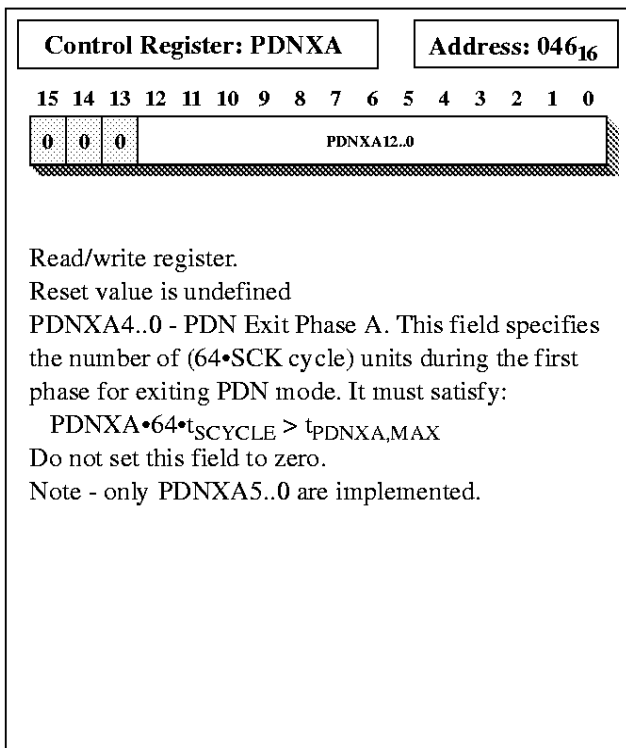 Control Register: PDNXA
Address: 046₁₆
15 14 13 12 11 10 9 8 7 6 5 4 3 2 1 0
0 0 0 PDNXA12..0
Read/write register.
Reset value is undefined
PDNXA4..0 - PDN Exit Phase A. This field specifies
the number of (64•SCK cycle) units during the first
phase for exiting PDN mode. It must satisfy:
PDNXA•64•tSCYCLE > tPDNXA,MAX
Do not set this field to zero.
Note - only PDNXA5..0 are implemented.